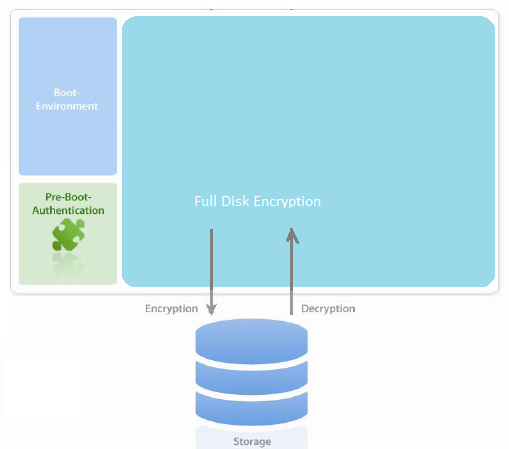 Boot-
Environment
Pre-Boot-
Authentication
Full Disk Encryption
Encryption
Decryption
Storage